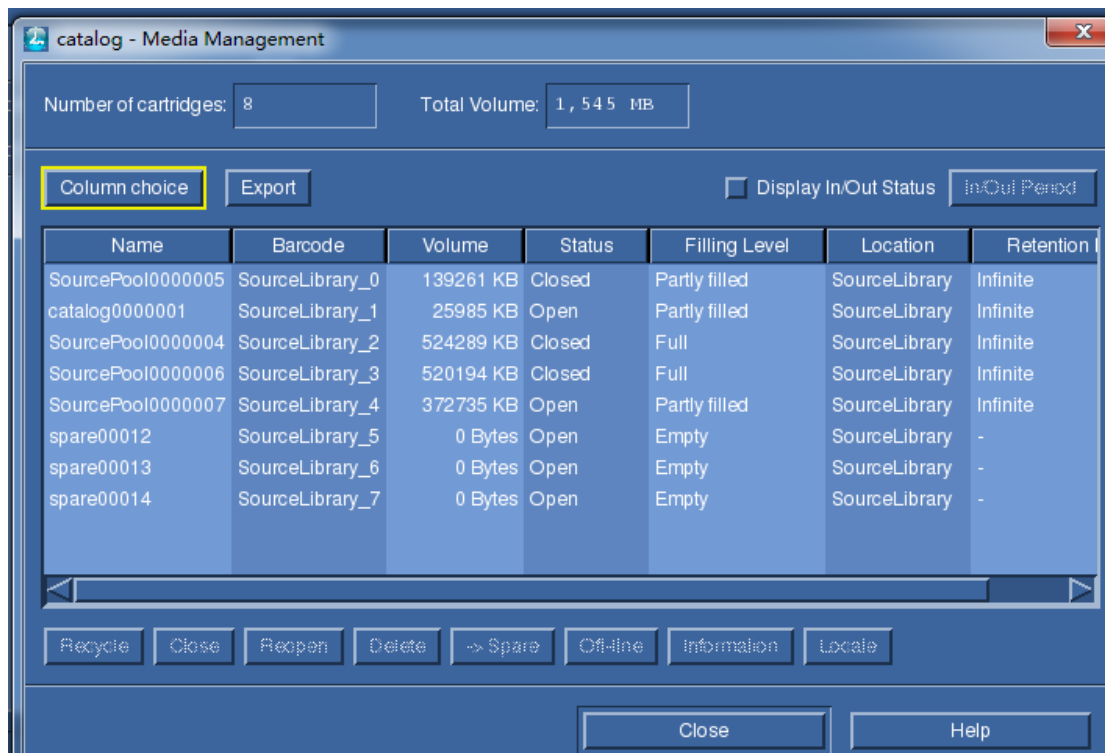 catalog - Media Management
Number of cartridges: 8 Total Volume: 1,545 MB
Column choice Export Display In/Out Status In/Out Period
Name Barcode Volume Status Filling Level Location Retention
SourcePool0000005 SourceLibrary_0 139261 KB Closed Partly filled SourceLibrary Infinite
catalog0000001 SourceLibrary_1 25985 KB Open Partly filled SourceLibrary Infinite
SourcePool0000004 SourceLibrary_2 524289 KB Closed Full SourceLibrary Infinite
SourcePool0000006 SourceLibrary_3 520194 KB Closed Full SourceLibrary Infinite
SourcePool0000007 SourceLibrary_4 372735 KB Open Partly filled SourceLibrary Infinite
spare00012 SourceLibrary_5 0 Bytes Open Empty SourceLibrary -
spare00013 SourceLibrary_6 0 Bytes Open Empty SourceLibrary -
spare00014 SourceLibrary_7 0 Bytes Open Empty SourceLibrary -
Recycle Close Reopen Delete -> Spare Off-line Information Locate
Close Help